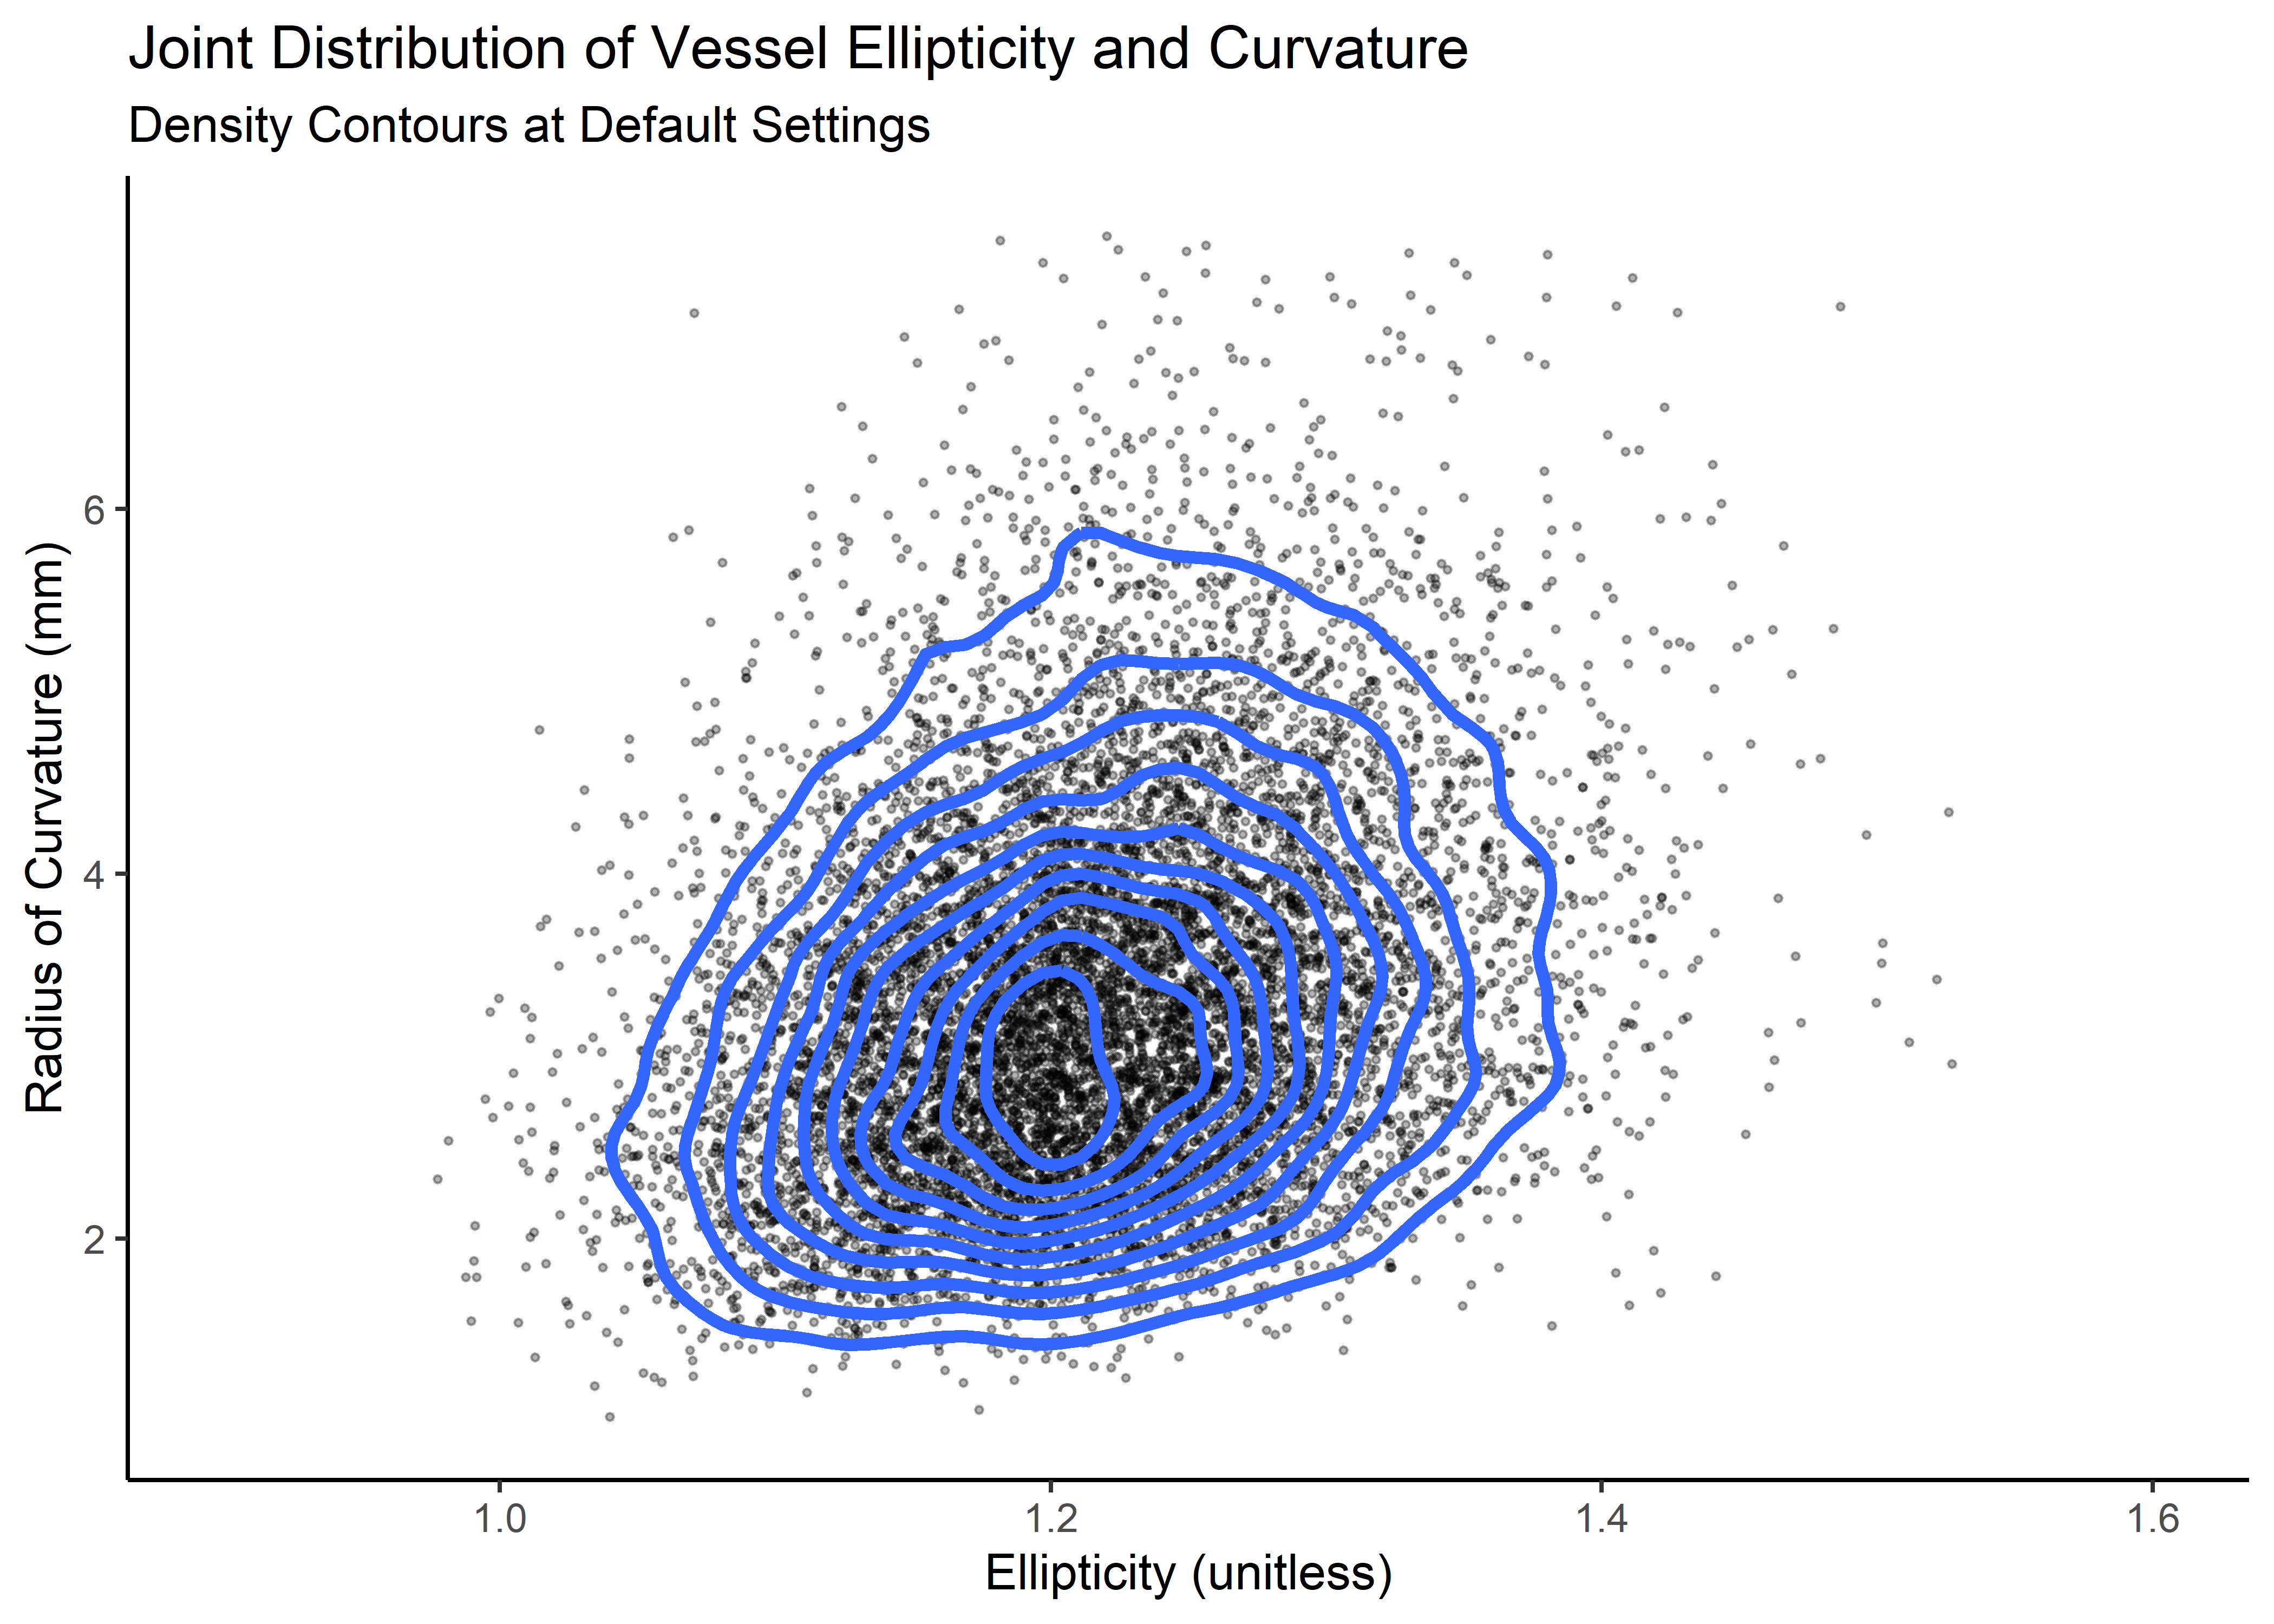 Joint Distribution of Vessel Ellipticity and Curvature
Density Contours at Default Settings
Radius of Curvature (mm)
6
4
2
1.0 1.2 1.4 1.6
Ellipticity (unitless)